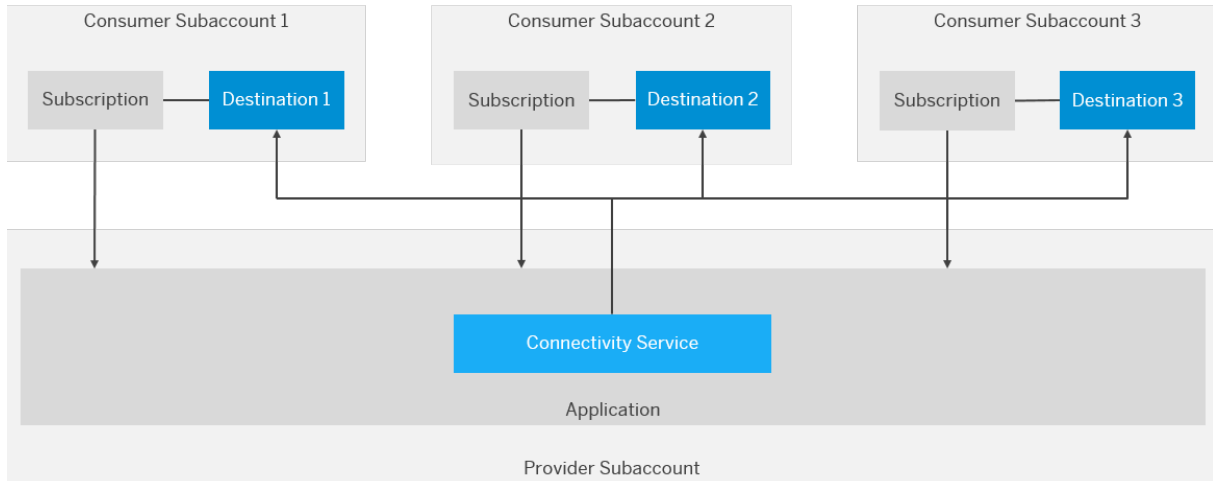 Consumer Subaccount 1
Consumer Subaccount 2
Consumer Subaccount 3
Subscription
Destination 1
Subscription
Destination 2
Subscription
Destination 3
Connectivity Service
Application
Provider Subaccount